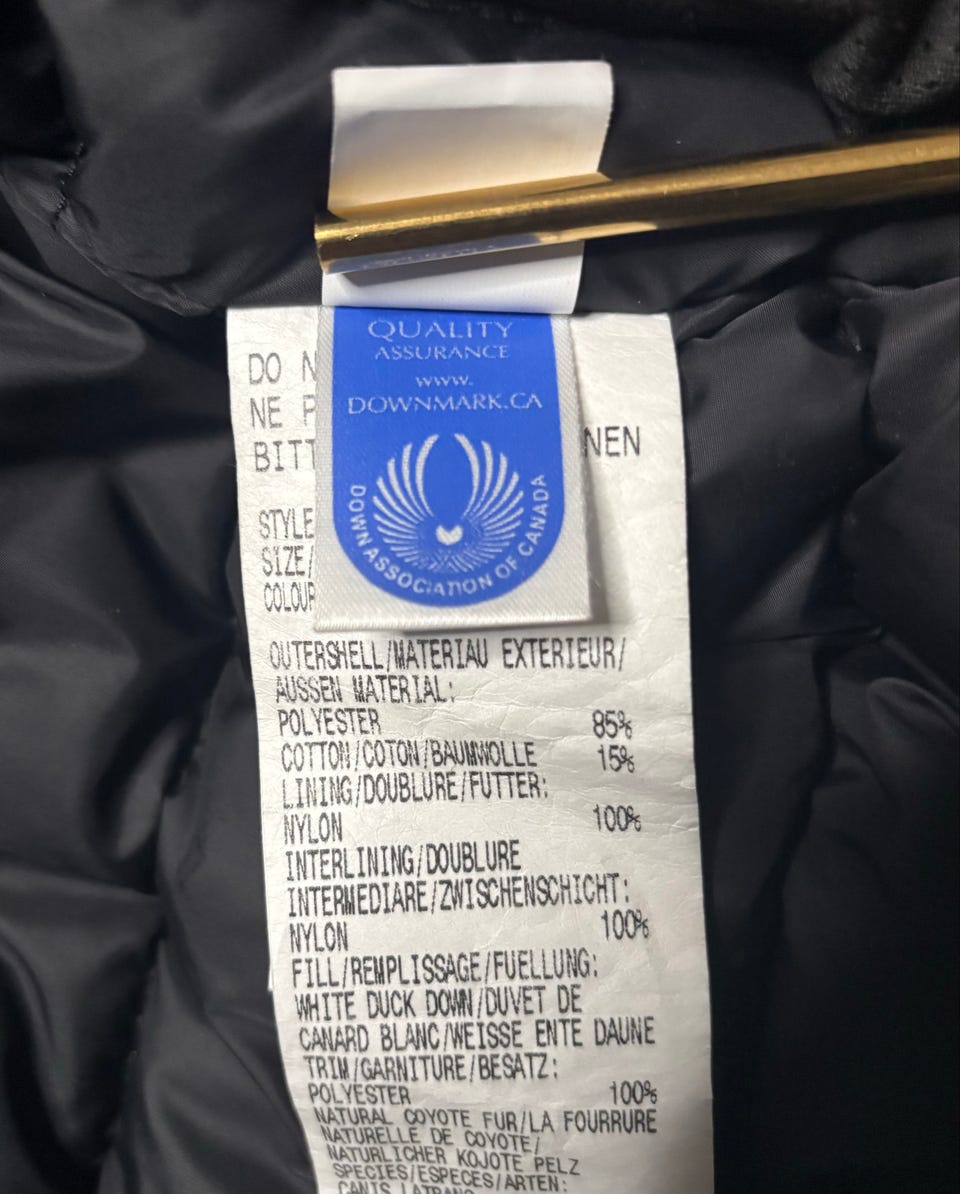 QUALITY
ASSURANCE
www.
DOWNMARK.CA
DOWN ASSOCIATION OF CANADA
DO N
NE P
BITT NEN
STYLE
SIZE/
COLOUR
OUTERSHELL/MATERIAU EXTERIEUR/
AUSSEN MATERIAL:
POLYESTER 85%
COTTON/COTON/BAUMWOLLE 15%
LINING/DOUBLURE/FUTTER:
NYLON 100%
INTERLINING/DOUBLURE
INTERMEDIARE/ZWISCHENSCHICHT:
NYLON 100%
FILL/REMPLISSAGE/FUELLUNG:
WHITE DUCK DOWN/DUVET DE
CANARD BLANC/WEISSE ENTE DAUNE
TRIM/GARNITURE/BESATZ:
POLYESTER 100%
NATURAL COYOTE FUR/LA FOURRURE
NATURELLE DE COYOTE/
NATURLICHER KOJOTE PELZ
SPECIES/ESPECES/ARTEN:
CANIS LATRANS